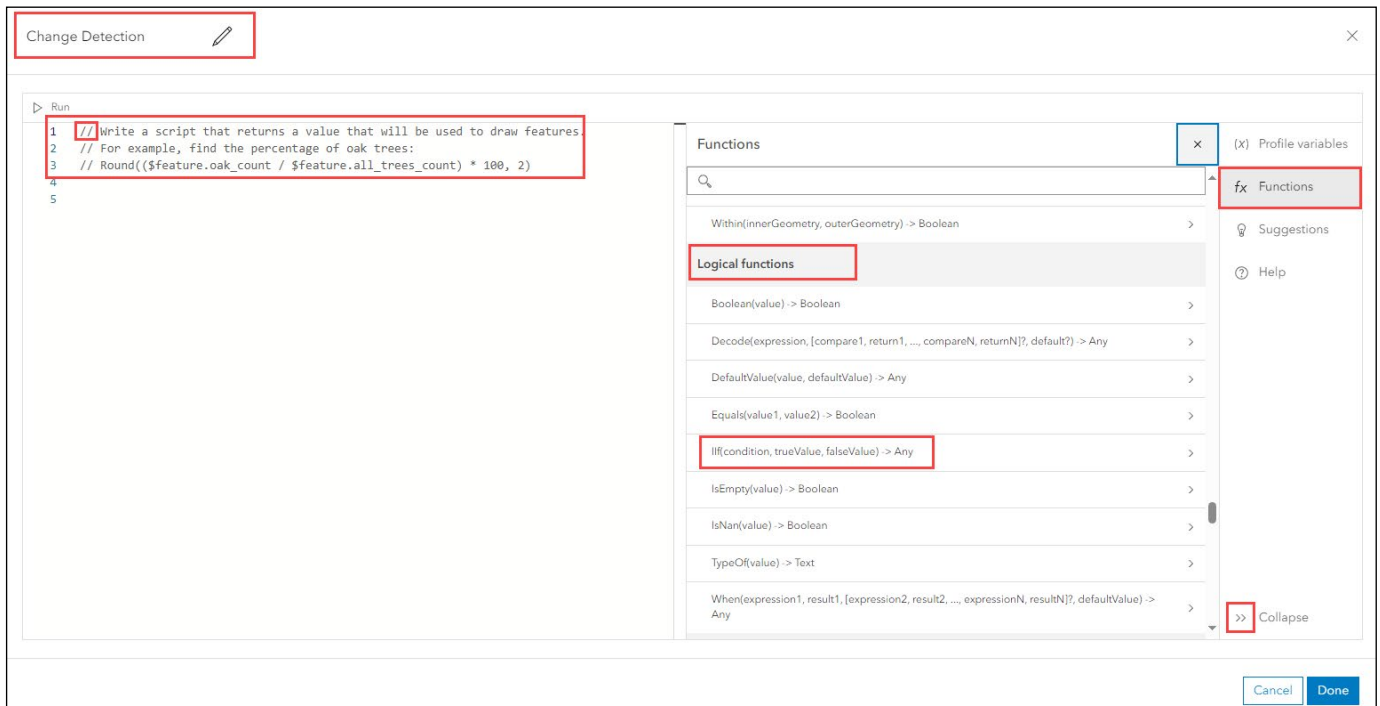 Change Detection
Run
1 // Write a script that returns a value that will be used to draw features.
2 // For example, find the percentage of oak trees:
3 // Round(($feature.oak_count / $feature.all_trees_count) * 100, 2)
4
5
Functions
Within(innerGeometry, outerGeometry) -> Boolean
Logical functions
Boolean(value) -> Boolean
Decode(expression, [compare1, return1, ..., compareN, returnN]?, default?) -> Any
DefaultValue(value, defaultValue) -> Any
Equals(value1, value2) -> Boolean
IIf(condition, trueValue, falseValue) -> Any
IsEmpty(value) -> Boolean
IsNan(value) -> Boolean
TypeOf(value) -> Text
When(expression1, result1, [expression2, result2, ..., expressionN, resultN]?, defaultValue) ->
Any
(x) Profile variables
fx Functions
Suggestions
Help
Collapse
Cancel
Done